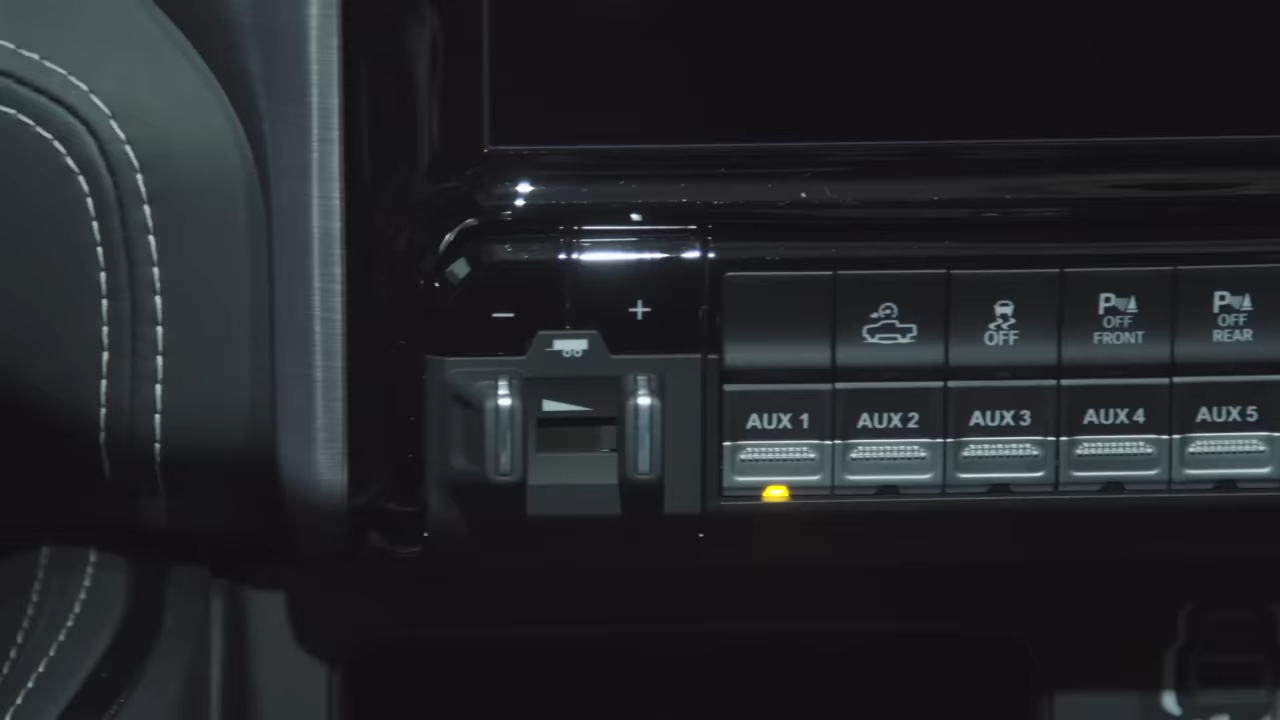 − +
OFF
P OFF FRONT
P OFF REAR
AUX 1 AUX 2 AUX 3 AUX 4 AUX 5